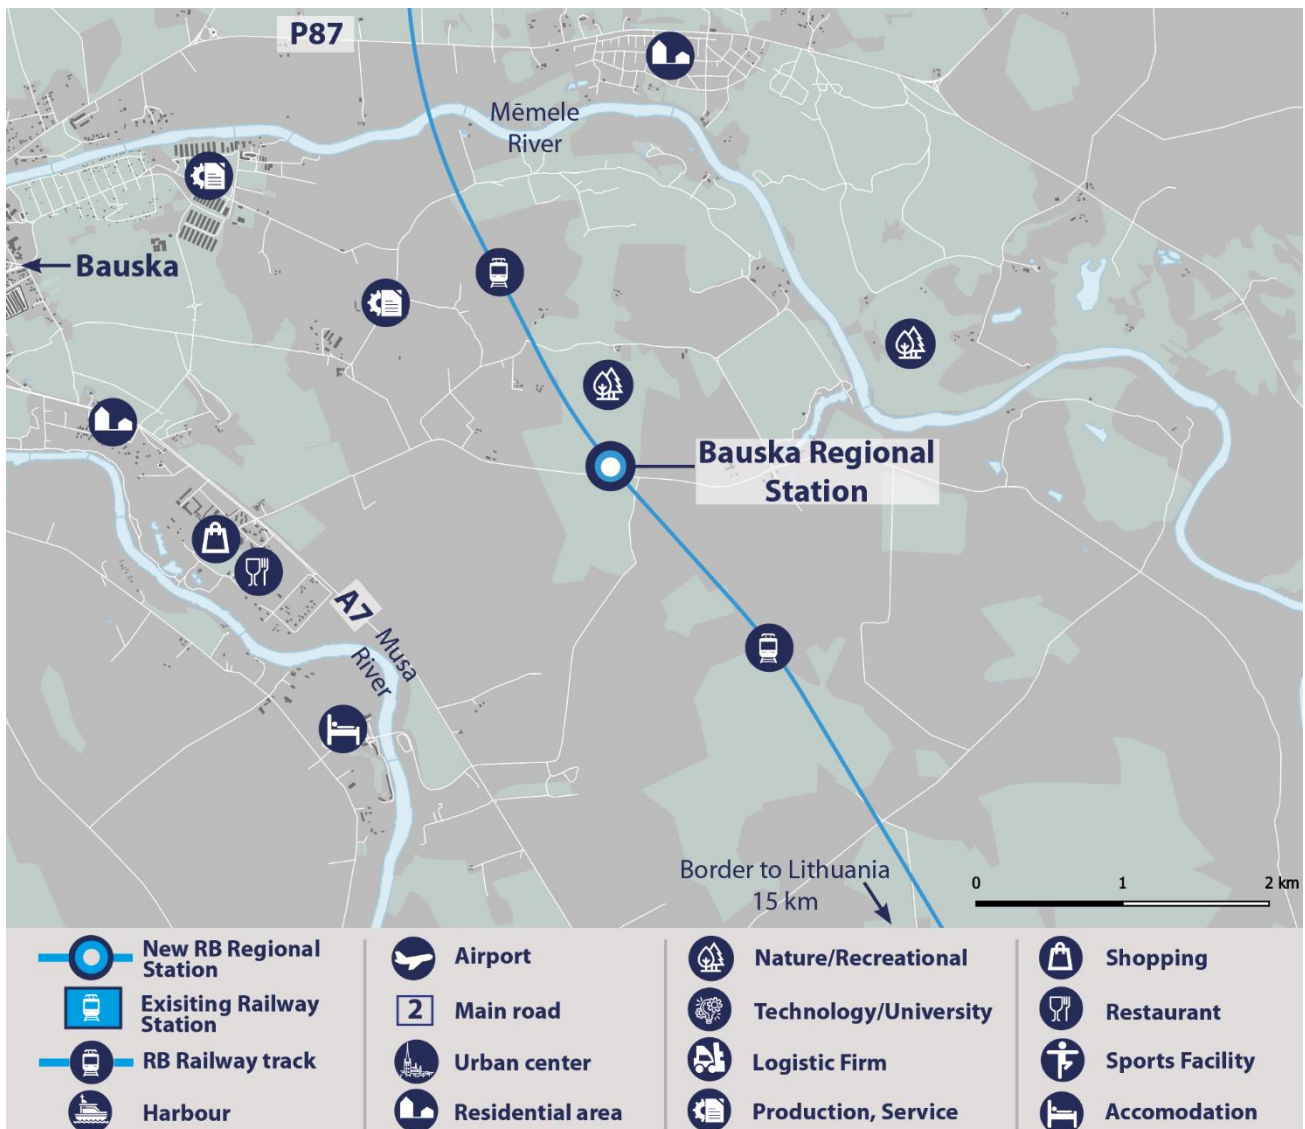 P87
Mēmele
River
Bauska
Bauska Regional
Station
A7
Musa
River
Border to Lithuania
15 km
0
1
2 km
New RB Regional
Station
Exisiting Railway
Station
RB Railway track
Harbour
Airport
2
Main road
Urban center
Residential area
Nature/Recreational
Technology/University
Logistic Firm
Production, Service
Shopping
Restaurant
Sports Facility
Accomodation